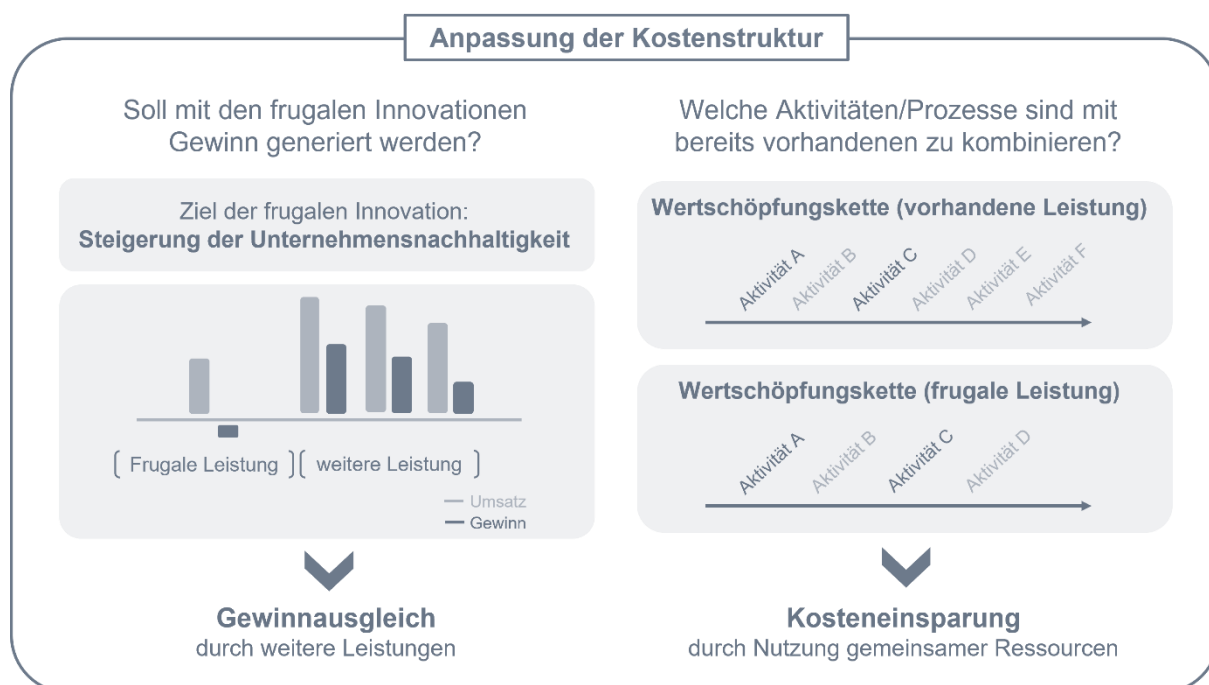 Anpassung der Kostenstruktur
Soll mit den frugalen Innovationen
Gewinn generiert werden?
Ziel der frugalen Innovation:
Steigerung der Unternehmensnachhaltigkeit
Frugale Leistung
weitere Leistung
Umsatz
Gewinn
Gewinnausgleich
durch weitere Leistungen
Welche Aktivitäten/Prozesse sind mit
bereits vorhandenen zu kombinieren?
Wertschöpfungskette (vorhandene Leistung)
Aktivität A
Aktivität B
Aktivität C
Aktivität D
Aktivität E
Aktivität F
Wertschöpfungskette (frugale Leistung)
Aktivität A
Aktivität B
Aktivität C
Aktivität D
Kosteneinsparung
durch Nutzung gemeinsamer Ressourcen